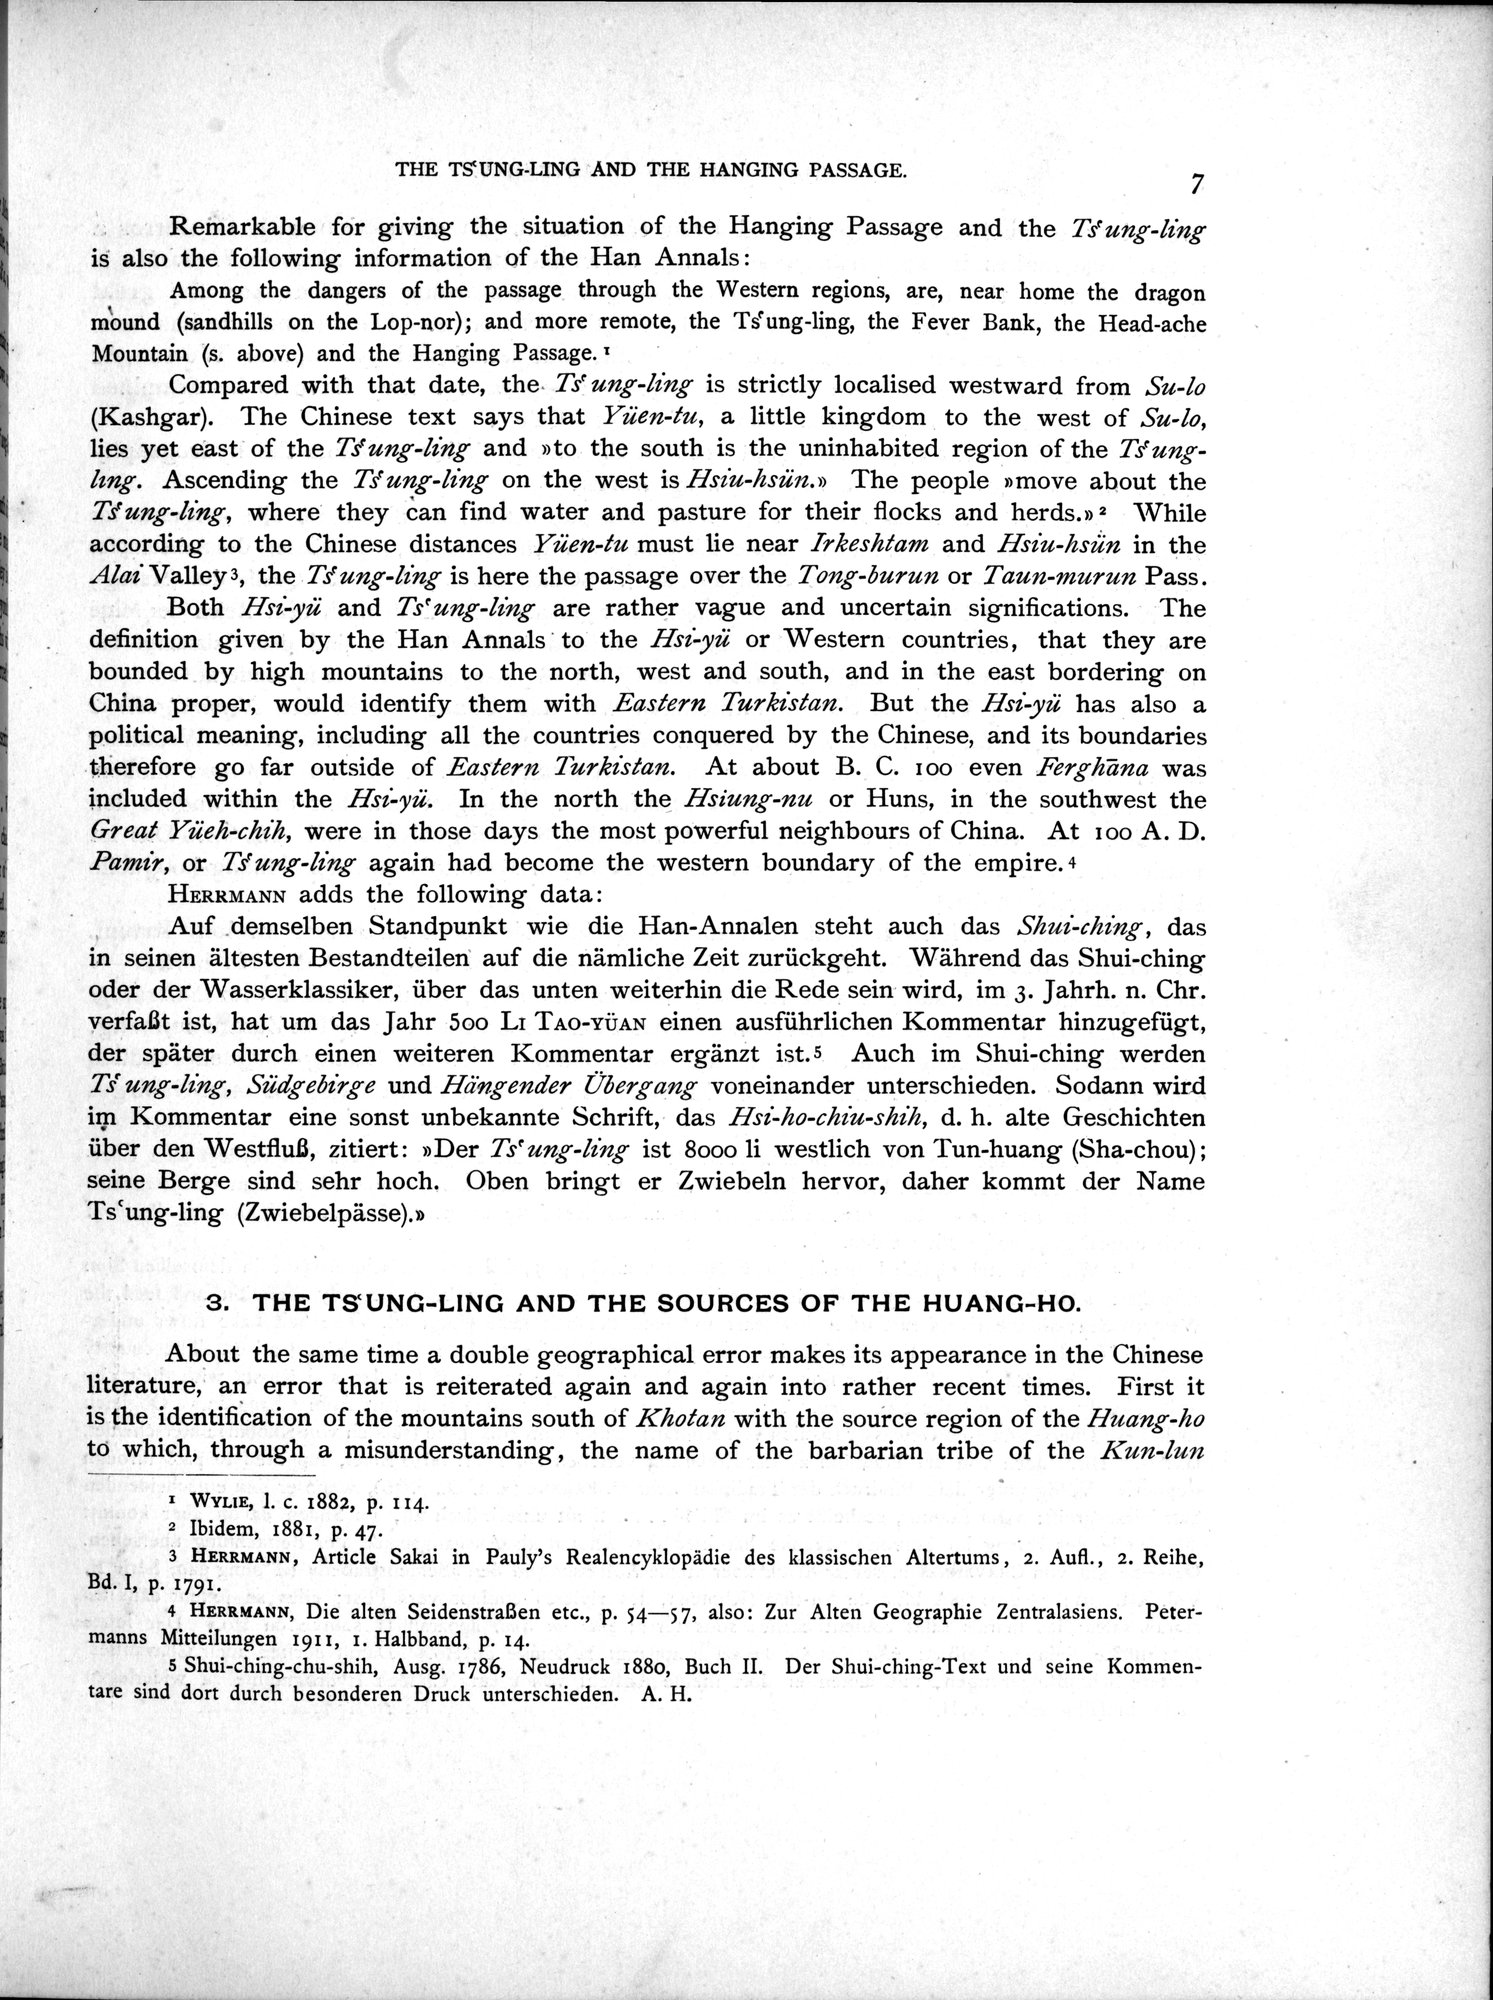 THE TSʿUNG-LING AND THE HANGING PASSAGE.
7
Remarkable for giving the situation of the Hanging Passage and the Tsʿung-ling
is also the following information of the Han Annals:
Among the dangers of the passage through the Western regions, are, near home the dragon
mound (sandhills on the Lop-nor); and more remote, the Tsʿung-ling, the Fever Bank, the Head-ache
Mountain (s. above) and the Hanging Passage. ¹
Compared with that date, the Tsʿung-ling is strictly localised westward from Su-lo
(Kashgar). The Chinese text says that Yüen-tu, a little kingdom to the west of Su-lo,
lies yet east of the Tsʿung-ling and »to the south is the uninhabited region of the Tsʿung-
ling. Ascending the Tsʿung-ling on the west is Hsiu-hsün.» The people »move about the
Tsʿung-ling, where they can find water and pasture for their flocks and herds.» ² While
according to the Chinese distances Yüen-tu must lie near Irkeshtam and Hsiu-hsün in the
Alai Valley ³, the Tsʿung-ling is here the passage over the Tong-burun or Taun-murun Pass.
Both Hsi-yü and Tsʿung-ling are rather vague and uncertain significations. The
definition given by the Han Annals to the Hsi-yü or Western countries, that they are
bounded by high mountains to the north, west and south, and in the east bordering on
China proper, would identify them with Eastern Turkistan. But the Hsi-yü has also a
political meaning, including all the countries conquered by the Chinese, and its boundaries
therefore go far outside of Eastern Turkistan. At about B. C. 100 even Ferghāna was
included within the Hsi-yü. In the north the Hsiung-nu or Huns, in the southwest the
Great Yüeh-chih, were in those days the most powerful neighbours of China. At 100 A. D.
Pamir, or Tsʿung-ling again had become the western boundary of the empire. ⁴
HERRMANN adds the following data:
Auf demselben Standpunkt wie die Han-Annalen steht auch das Shui-ching, das
in seinen ältesten Bestandteilen auf die nämliche Zeit zurückgeht. Während das Shui-ching
oder der Wasserklassiker, über das unten weiterhin die Rede sein wird, im 3. Jahrh. n. Chr.
verfaßt ist, hat um das Jahr 500 LI TAO-YÜAN einen ausführlichen Kommentar hinzugefügt,
der später durch einen weiteren Kommentar ergänzt ist. ⁵ Auch im Shui-ching werden
Tsʿung-ling, Südgebirge und Hängender Übergang voneinander unterschieden. Sodann wird
im Kommentar eine sonst unbekannte Schrift, das Hsi-ho-chiu-shih, d. h. alte Geschichten
über den Westfluß, zitiert: »Der Tsʿung-ling ist 8000 li westlich von Tun-huang (Sha-chou);
seine Berge sind sehr hoch. Oben bringt er Zwiebeln hervor, daher kommt der Name
Tsʿung-ling (Zwiebelpässe).»
3. THE TSʿUNG-LING AND THE SOURCES OF THE HUANG-HO.
About the same time a double geographical error makes its appearance in the Chinese
literature, an error that is reiterated again and again into rather recent times. First it
is the identification of the mountains south of Khotan with the source region of the Huang-ho
to which, through a misunderstanding, the name of the barbarian tribe of the Kun-lun
¹ WYLIE, l. c. 1882, p. 114.
² Ibidem, 1881, p. 47.
³ HERRMANN, Article Sakai in Pauly's Realencyklopädie des klassischen Altertums, 2. Aufl., 2. Reihe,
Bd. I, p. 1791.
⁴ HERRMANN, Die alten Seidenstraßen etc., p. 54—57, also: Zur Alten Geographie Zentralasiens. Peter-
manns Mitteilungen 1911, 1. Halbband, p. 14.
⁵ Shui-ching-chu-shih, Ausg. 1786, Neudruck 1880, Buch II. Der Shui-ching-Text und seine Kommen-
tare sind dort durch besonderen Druck unterschieden. A. H.